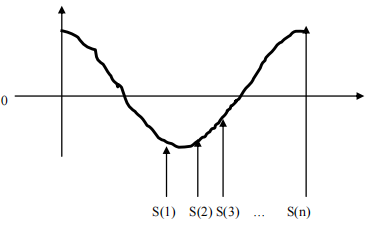 0
S(1) S(2) S(3) ... S(n)